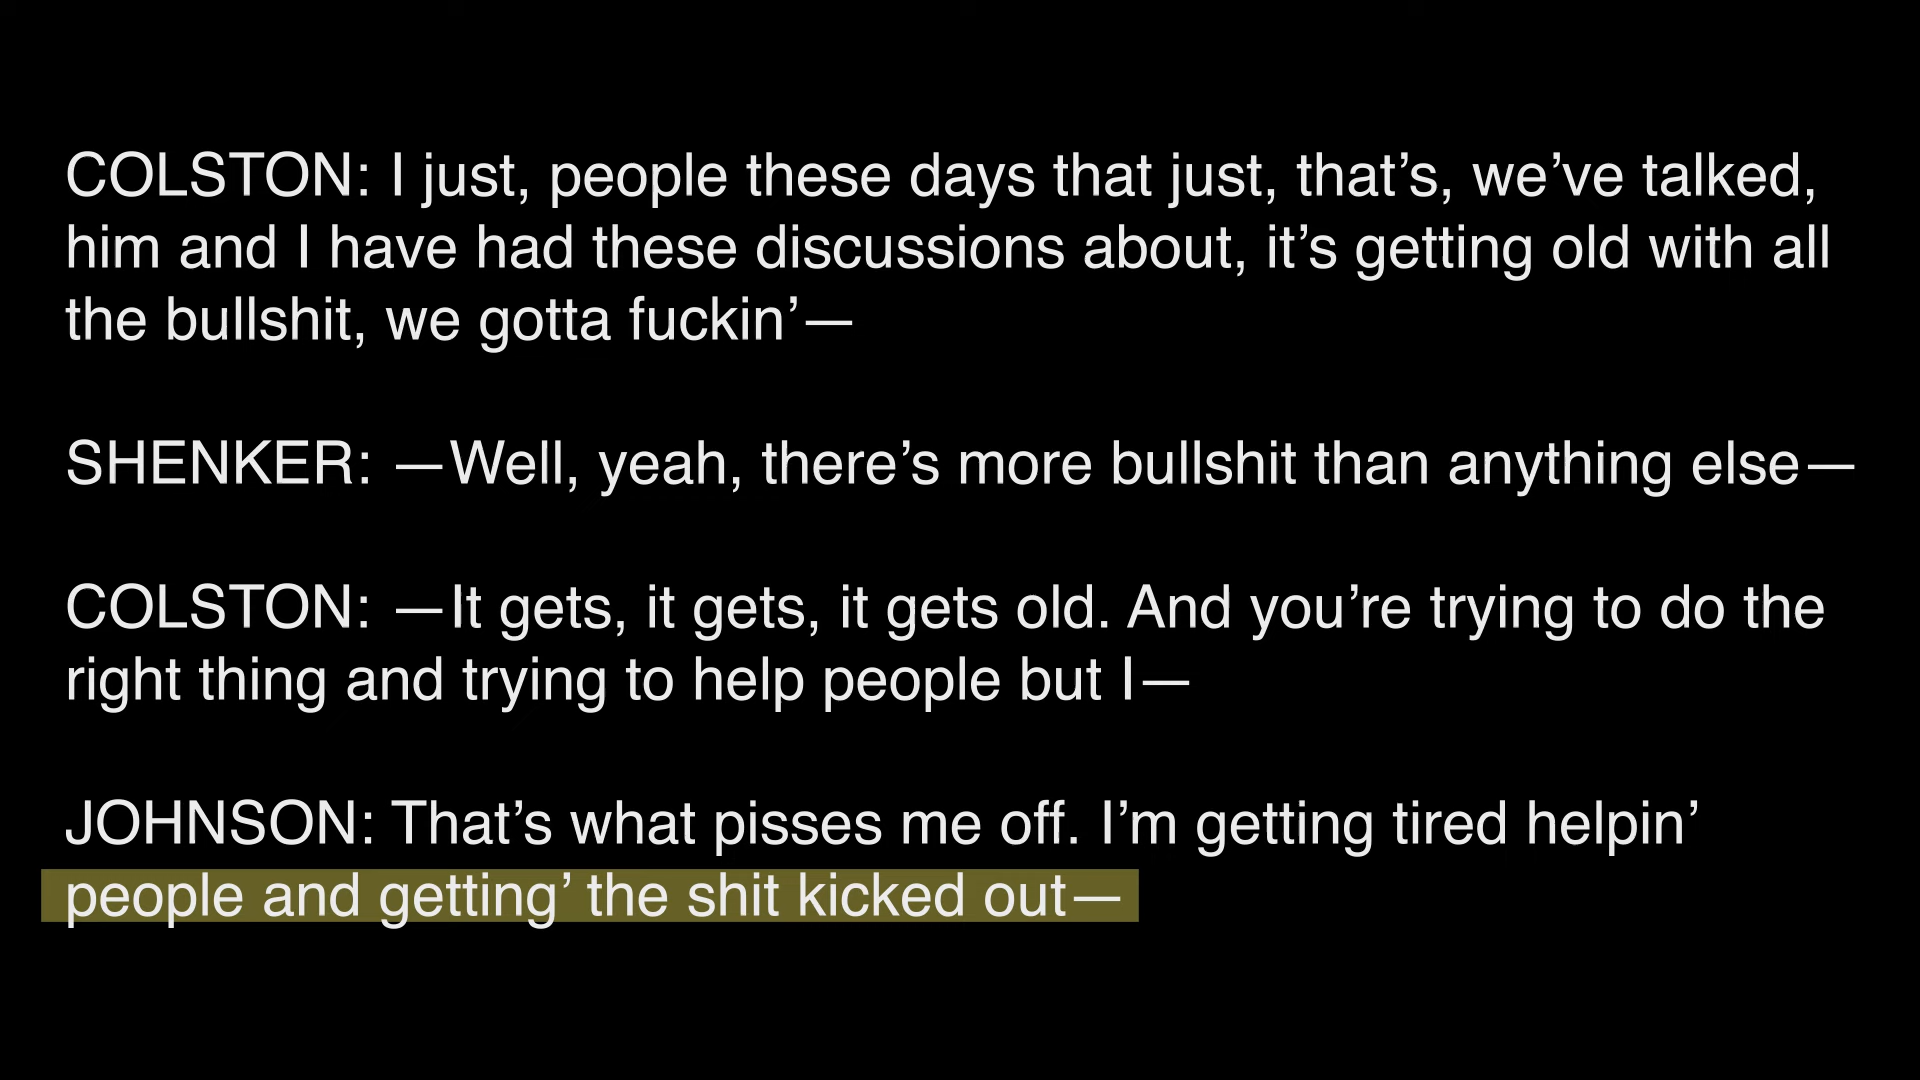 COLSTON: I just, people these days that just, that’s, we’ve talked,
him and I have had these discussions about, it’s getting old with all
the bullshit, we gotta fuckin’—
SHENKER: —Well, yeah, there’s more bullshit than anything else—
COLSTON: —It gets, it gets, it gets old. And you’re trying to do the
right thing and trying to help people but I—
JOHNSON: That’s what pisses me off. I’m getting tired helpin’
people and getting’ the shit kicked out—